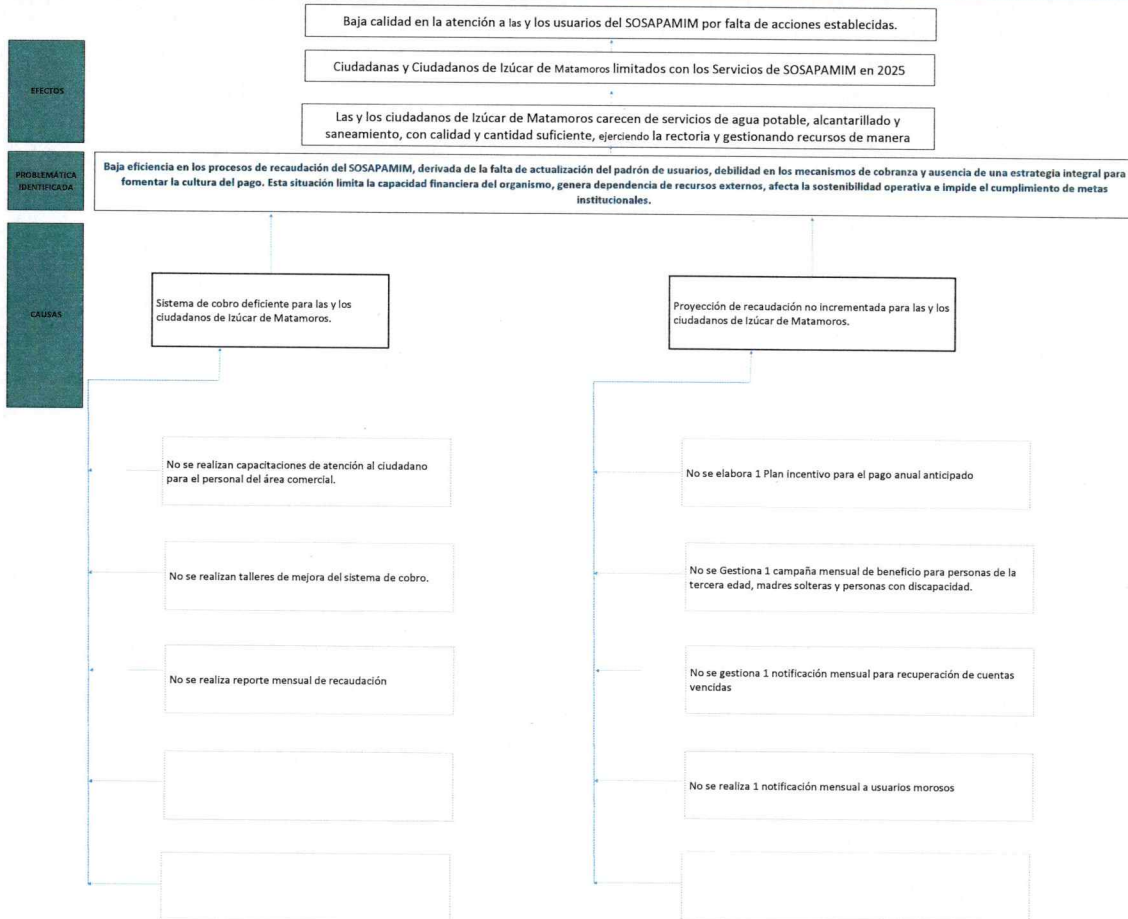 Baja calidad en la atención a las y los usuarios del SOSAPAMIM por falta de acciones establecidas.
EFECTOS
Ciudadanas y Ciudadanos de Izúcar de Matamoros limitados con los Servicios de SOSAPAMIM en 2025
Las y los ciudadanos de Izúcar de Matamoros carecen de servicios de agua potable, alcantarillado y
saneamiento, con calidad y cantidad suficiente, ejerciendo la rectoria y gestionando recursos de manera
PROBLEMÁTICA
IDENTIFICADA
Baja eficiencia en los procesos de recaudación del SOSAPAMIM, derivada de la falta de actualización del padrón de usuarios, debilidad en los mecanismos de cobranza y ausencia de una estrategia integral para
fomentar la cultura del pago. Esta situación limita la capacidad financiera del organismo, genera dependencia de recursos externos, afecta la sostenibilidad operativa e impide el cumplimiento de metas
institucionales.
CAUSAS
Sistema de cobro deficiente para las y los
ciudadanos de Izúcar de Matamoros.
No se realizan capacitaciones de atención al ciudadano
para el personal del área comercial.
No se realizan talleres de mejora del sistema de cobro.
No se realiza reporte mensual de recaudación
Proyección de recaudación no incrementada para las y los
ciudadanos de Izúcar de Matamoros.
No se elabora 1 Plan incentivo para el pago anual anticipado
No se Gestiona 1 campaña mensual de beneficio para personas de la
tercera edad, madres solteras y personas con discapacidad.
No se gestiona 1 notificación mensual para recuperación de cuentas
vencidas
No se realiza 1 notificación mensual a usuarios morosos